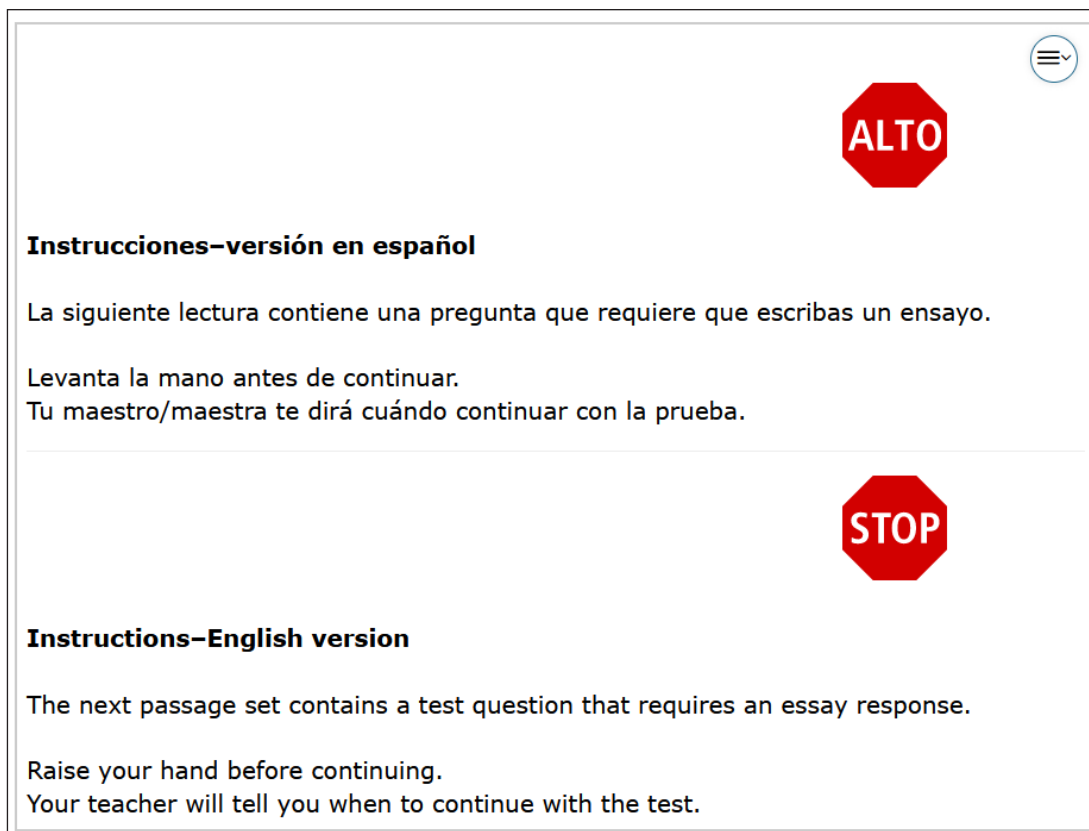 ALTO
Instrucciones–versión en español
La siguiente lectura contiene una pregunta que requiere que escribas un ensayo.
Levanta la mano antes de continuar.
Tu maestro/maestra te dirá cuándo continuar con la prueba.
STOP
Instructions–English version
The next passage set contains a test question that requires an essay response.
Raise your hand before continuing.
Your teacher will tell you when to continue with the test.